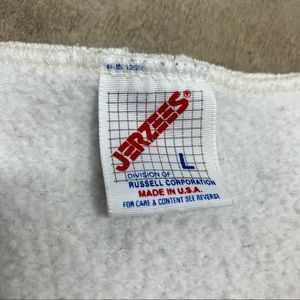 JERZEES®
L
DIVISION OF
RUSSELL CORPORATION
MADE IN U.S.A.
FOR CARE & CONTENT SEE REVERSE